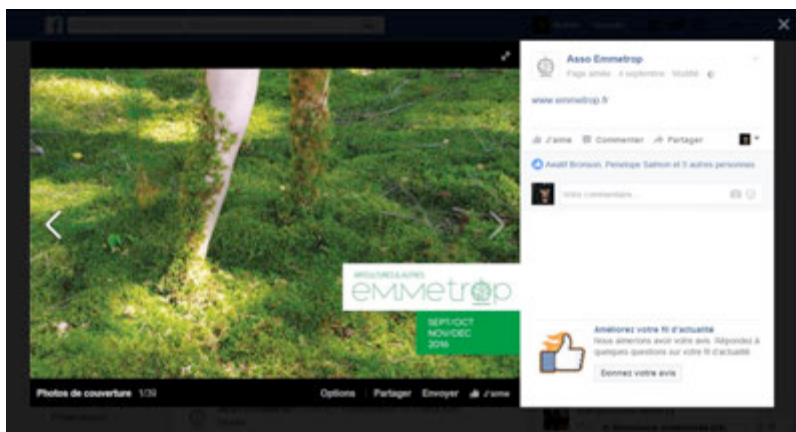 Asso Emmetrop
Page aimée · 4 septembre · Modifié
www.emmetrop.fr
J'aime Commenter Partager
Awatif Bronson, Penelope Salmon et 5 autres personnes
Votre commentaire...
emmetrop
SEPT/OCT
NOV/DEC
2016
Améliorez votre fil d'actualité
Nous aimerions avoir votre avis. Répondez à
quelques questions sur votre fil d'actualité.
Donnez votre avis
Photos de couverture 1/39 Options Partager Envoyer J'aime